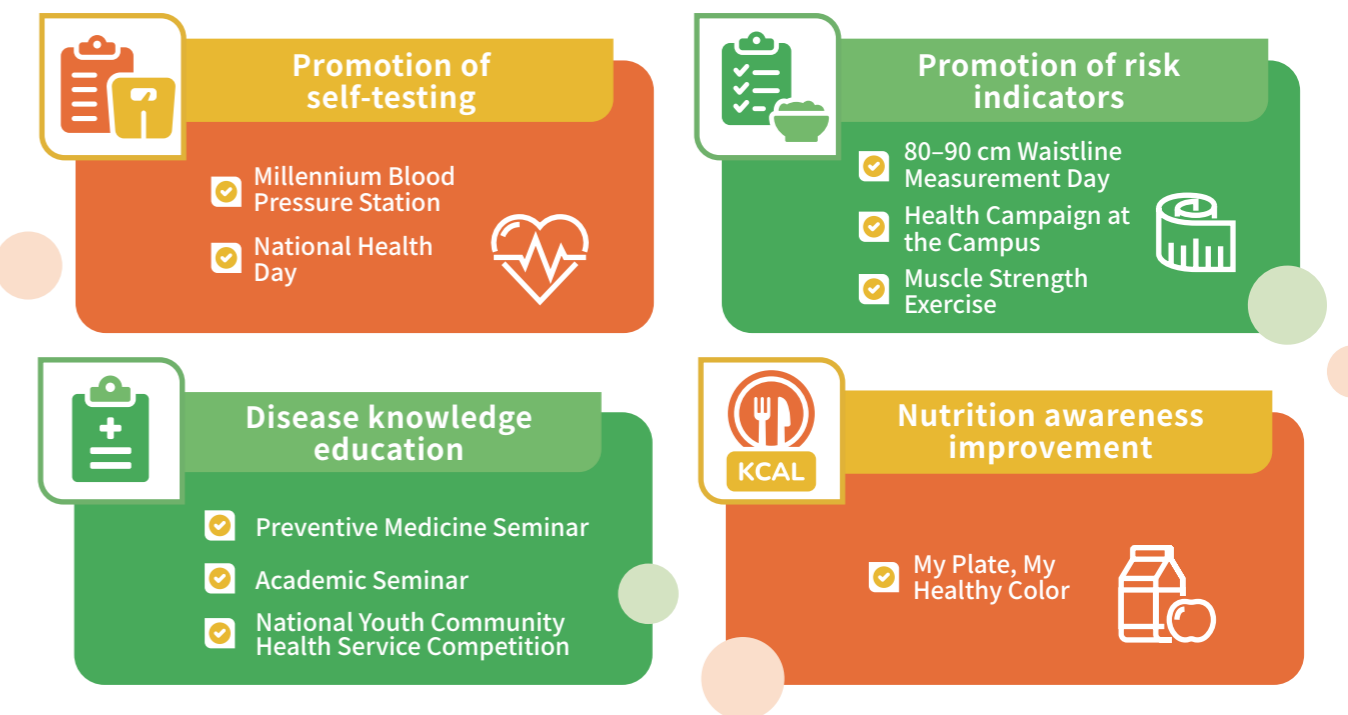 Promotion of
self-testing
Millennium Blood
Pressure Station
National Health
Day
Promotion of risk
indicators
80–90 cm Waistline
Measurement Day
Health Campaign at
the Campus
Muscle Strength
Exercise
Disease knowledge
education
Preventive Medicine Seminar
Academic Seminar
National Youth Community
Health Service Competition
KCAL
Nutrition awareness
improvement
My Plate, My
Healthy Color